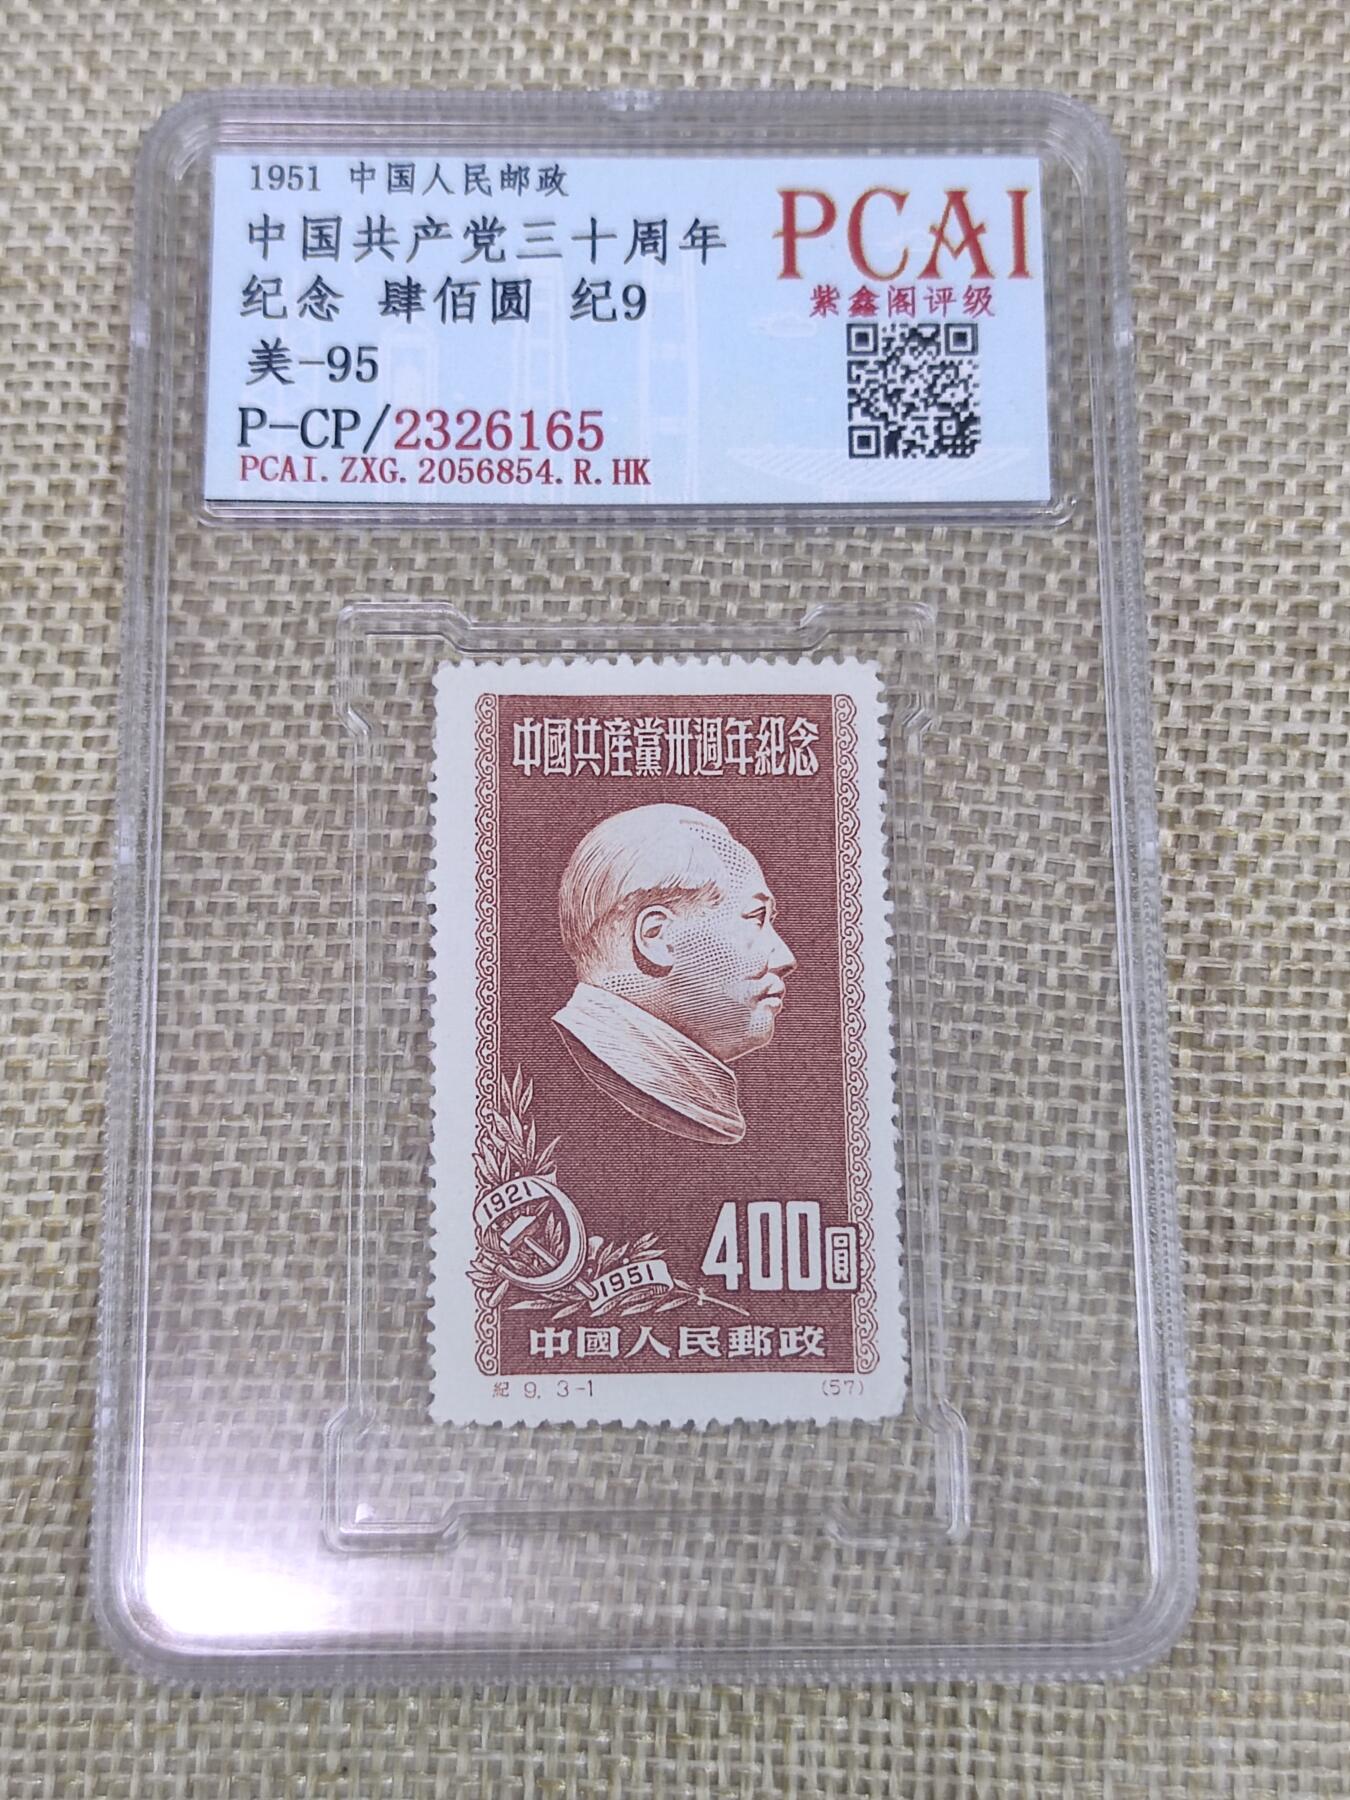 1951 中国人民邮政
中国共产党三十周年
纪念 肆佰圆 纪9
美-95
P-CP/2326165
PCAI.ZXG.2056854.R.HK
PCAI
紫鑫阁评级
中國共産黨卅週年紀念
1921
1951
400圓
中國人民郵政
紀 9. 3-1
(57)